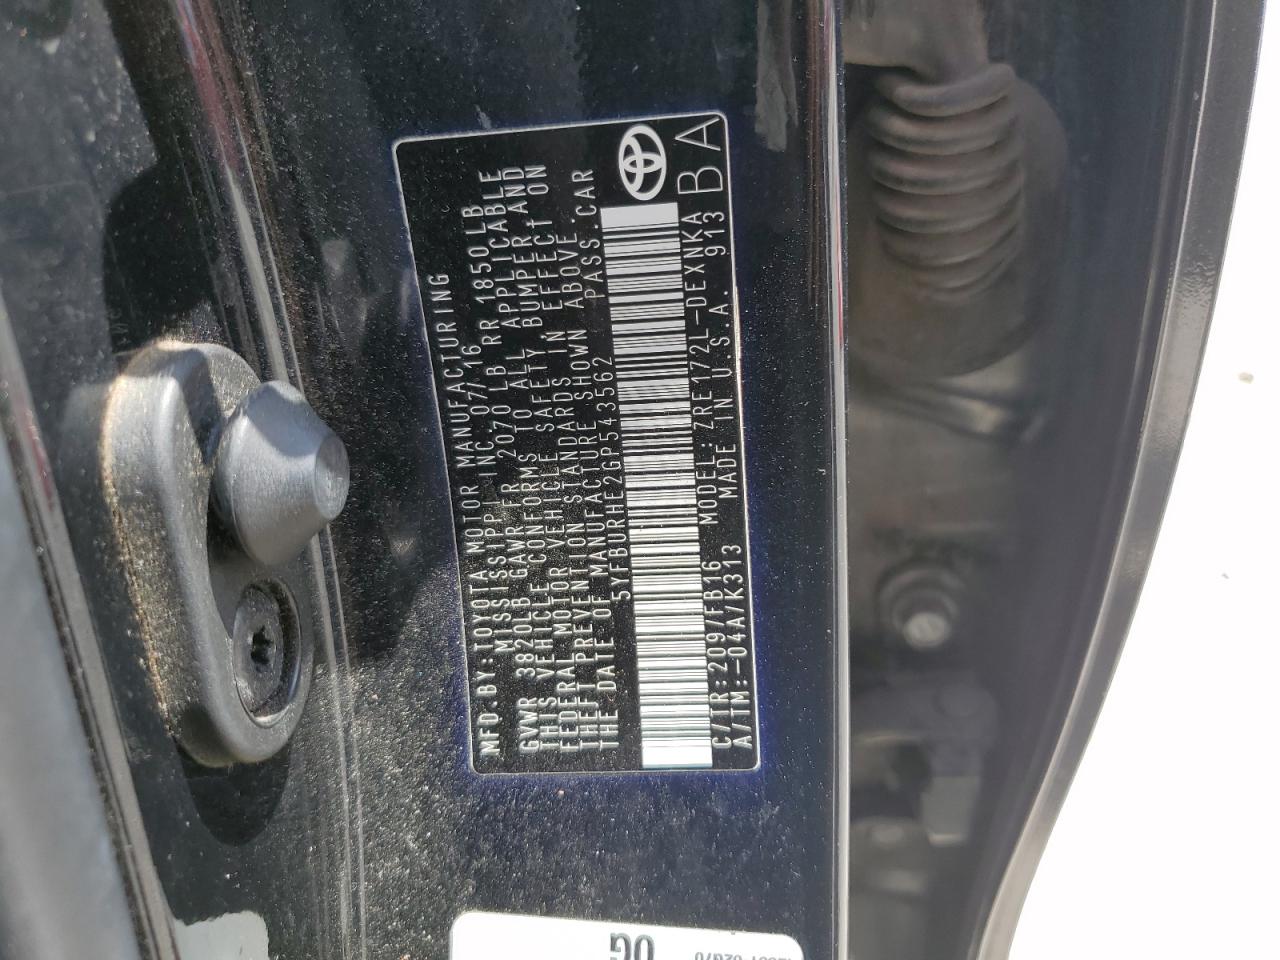 MFD.BY:TOYOTA MOTOR MANUFACTURING
MISSISSIPPI INC. 07/16
GVWR 3820LB GAWR FR 2070LB RR 1850LB
THIS VEHICLE CONFORMS TO ALL APPLICABLE
FEDERAL MOTOR VEHICLE SAFETY, BUMPER, AND
THEFT PREVENTION STANDARDS IN EFFECT ON
THE DATE OF MANUFACTURE SHOWN ABOVE.
5YFBURHE2GP543562 PASS.CAR
C/TR:209/FB16 MODEL:ZRE172L-DEXNKA BA
A/TM:-04A/K313 MADE IN U.S.A. 913